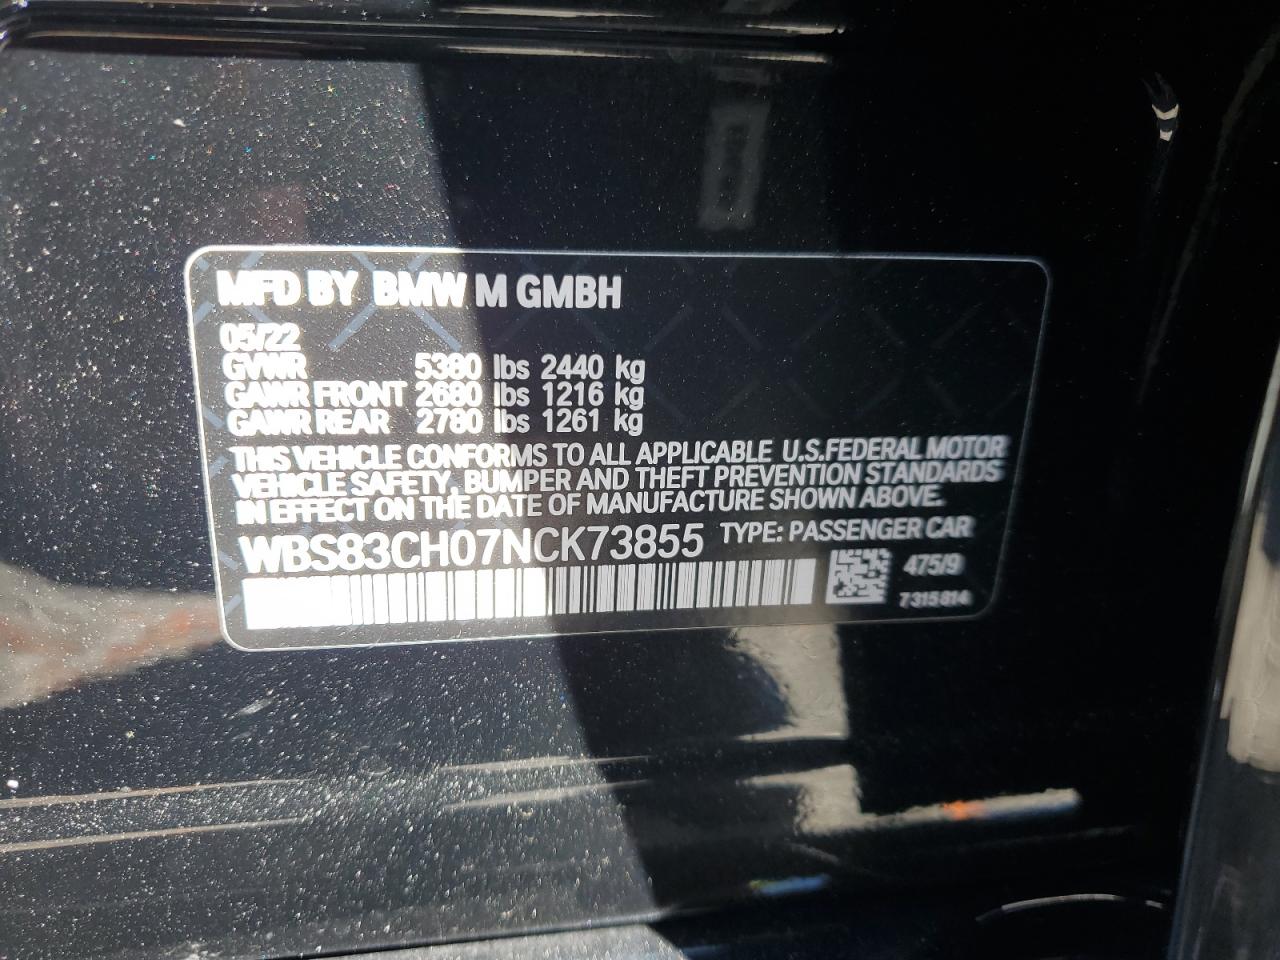 MFD BY BMW M GMBH
05/22
GVWR 5380 lbs 2440 kg
GAWR FRONT 2680 lbs 1216 kg
GAWR REAR 2780 lbs 1261 kg
THIS VEHICLE CONFORMS TO ALL APPLICABLE U.S.FEDERAL MOTOR
VEHICLE SAFETY, BUMPER AND THEFT PREVENTION STANDARDS
IN EFFECT ON THE DATE OF MANUFACTURE SHOWN ABOVE.
WBS83CH07NCK73855 TYPE: PASSENGER CAR
475/9
7315814